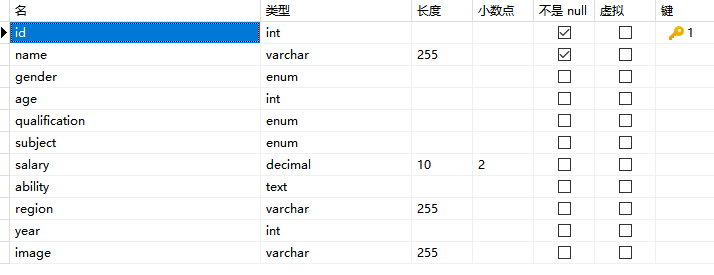 名 类型 长度 小数点 不是 null 虚拟 键
id int 1
name varchar 255
gender enum
age int
qualification enum
subject enum
salary decimal 10 2
ability text
region varchar 255
year int
image varchar 255